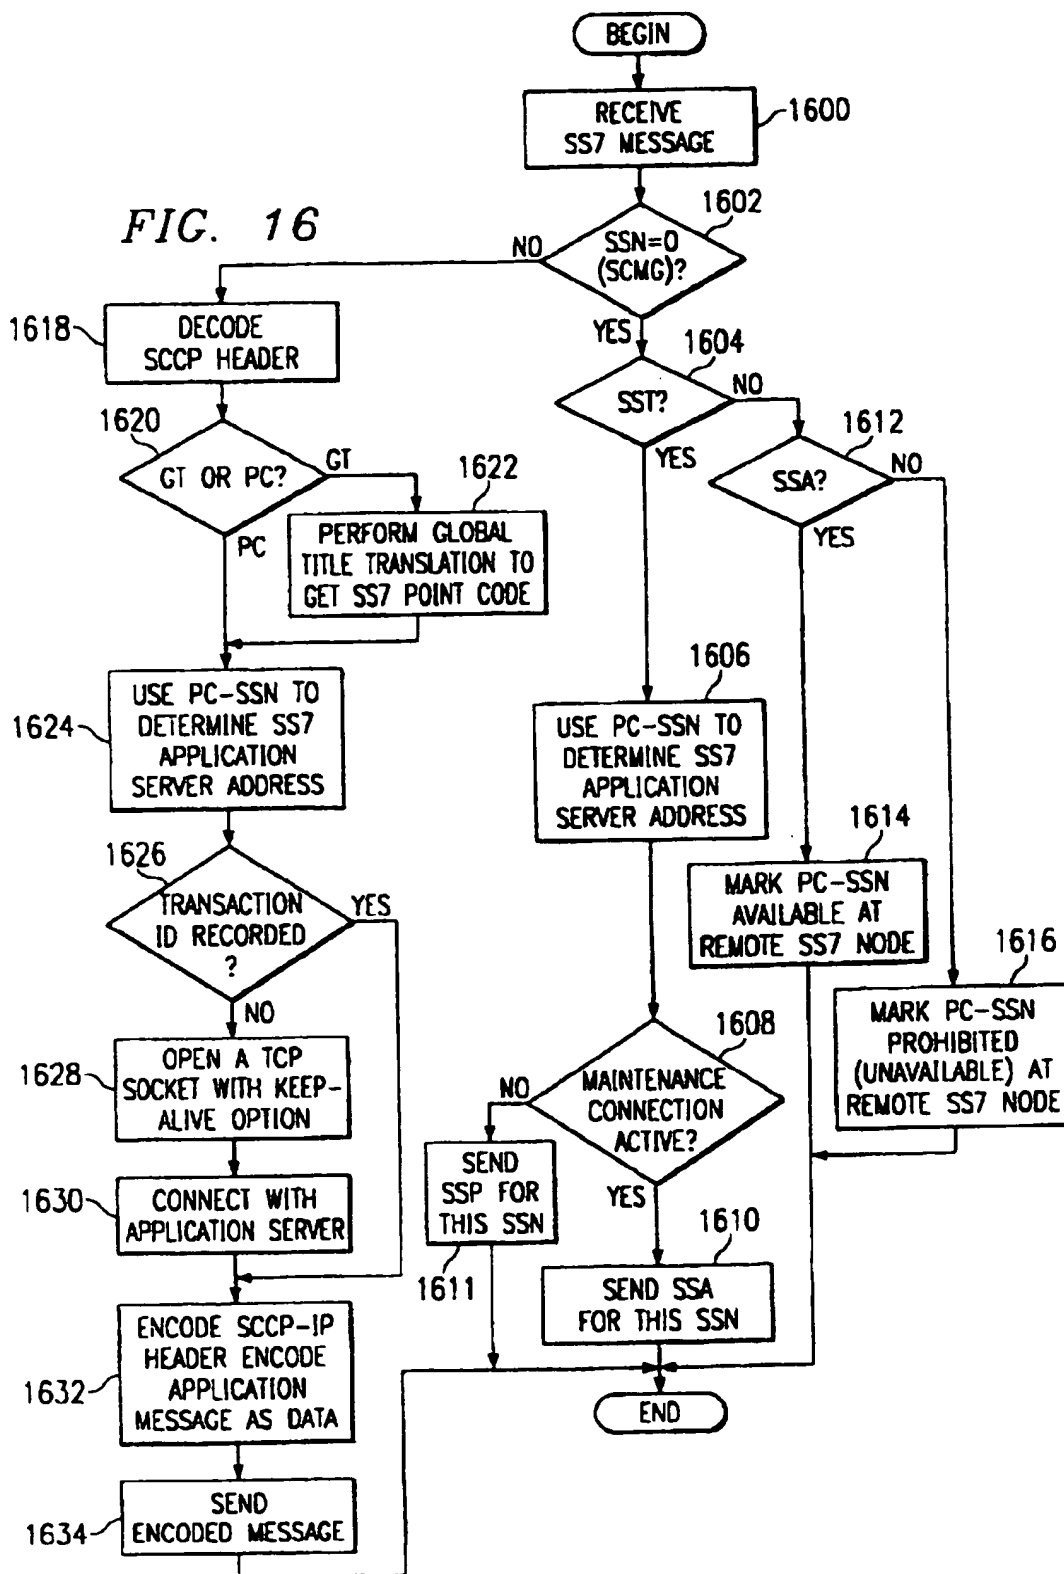 BEGIN
RECEIVE
SS7 MESSAGE
1600
FIG. 16
1602
SSN=0
(SCMG)?
NO
YES
1618
DECODE
SCCP HEADER
1604
SST?
NO
YES
1620
GT OR PC?
GT
PC
1612
SSA?
NO
YES
1622
PERFORM GLOBAL
TITLE TRANSLATION TO
GET SS7 POINT CODE
1624
USE PC-SSN TO
DETERMINE SS7
APPLICATION
SERVER ADDRESS
1606
USE PC-SSN TO
DETERMINE SS7
APPLICATION
SERVER ADDRESS
1614
MARK PC-SSN
AVAILABLE AT
REMOTE SS7 NODE
1626
TRANSACTION
ID RECORDED
?
YES
NO
1616
MARK PC-SSN
PROHIBITED
(UNAVAILABLE) AT
REMOTE SS7 NODE
1628
OPEN A TCP
SOCKET WITH KEEP-
ALIVE OPTION
1608
MAINTENANCE
CONNECTION
ACTIVE?
NO
YES
1630
CONNECT WITH
APPLICATION SERVER
SEND
SSP FOR
THIS SSN
1611
1610
SEND SSA
FOR THIS SSN
1632
ENCODE SCCP-IP
HEADER ENCODE
APPLICATION
MESSAGE AS DATA
END
1634
SEND
ENCODED MESSAGE